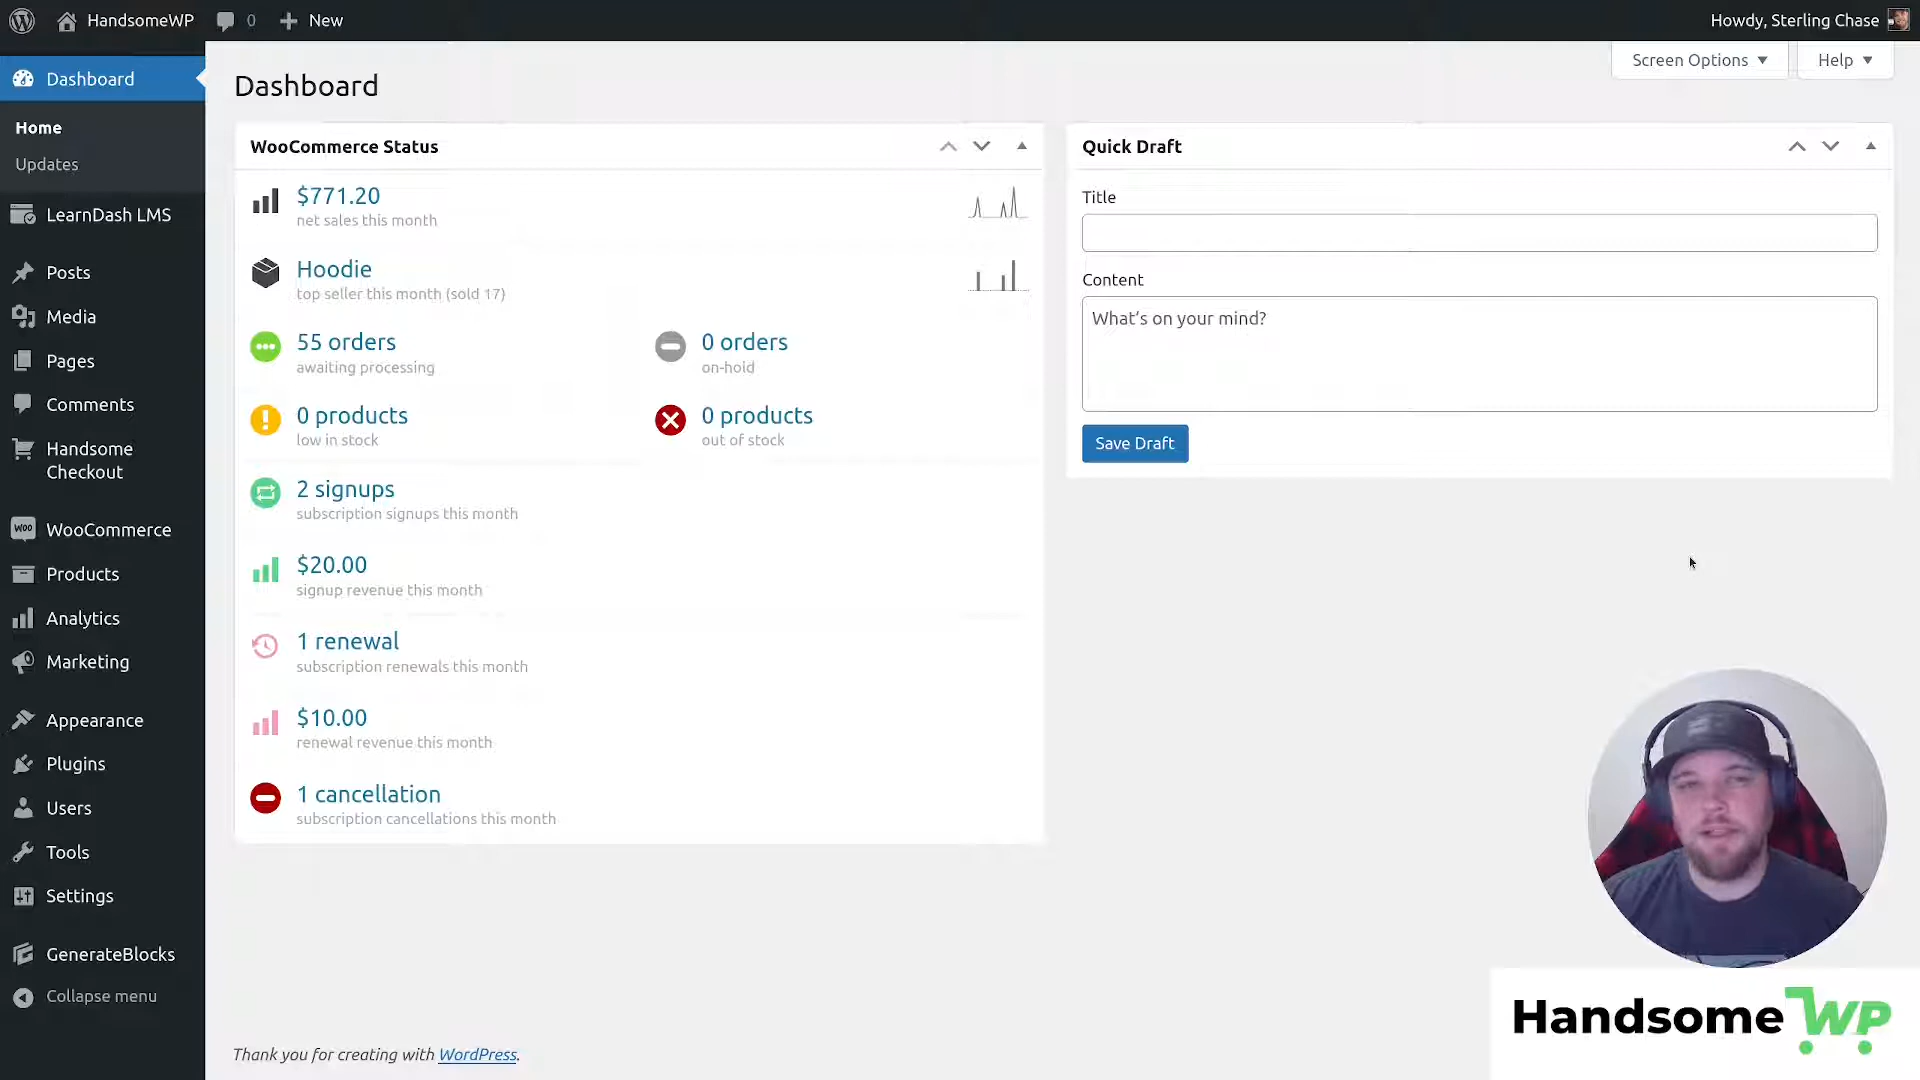 HandsomeWP
0
New
Howdy, Sterling Chase
Dashboard
Home
Updates
LearnDash LMS
Posts
Media
Pages
Comments
Handsome
Checkout
WooCommerce
Products
Analytics
Marketing
Appearance
Plugins
Users
Tools
Settings
GenerateBlocks
Collapse menu
Screen Options
Help
Dashboard
WooCommerce Status
$771.20
net sales this month
Hoodie
top seller this month (sold 17)
55 orders
awaiting processing
0 orders
on-hold
0 products
low in stock
0 products
out of stock
2 signups
subscription signups this month
$20.00
signup revenue this month
1 renewal
subscription renewals this month
$10.00
renewal revenue this month
1 cancellation
subscription cancellations this month
Quick Draft
Title
Content
What's on your mind?
Save Draft
Thank you for creating with WordPress.
HandsomeWP